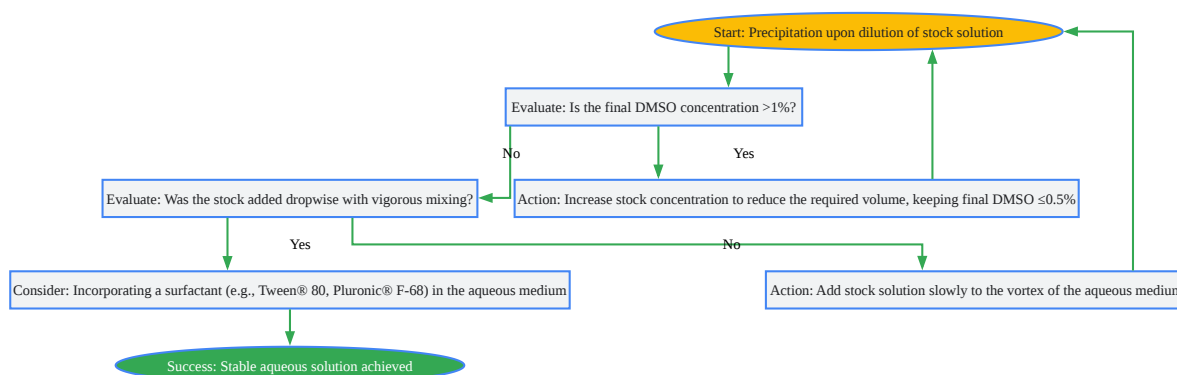 Start: Precipitation upon dilution of stock solution
Evaluate: Is the final DMSO concentration >1%?
No
Yes
Evaluate: Was the stock added dropwise with vigorous mixing?
Action: Increase stock concentration to reduce the required volume, keeping final DMSO ≤0.5%
Yes
No
Consider: Incorporating a surfactant (e.g., Tween® 80, Pluronic® F-68) in the aqueous medium
Action: Add stock solution slowly to the vortex of the aqueous medium
Success: Stable aqueous solution achieved